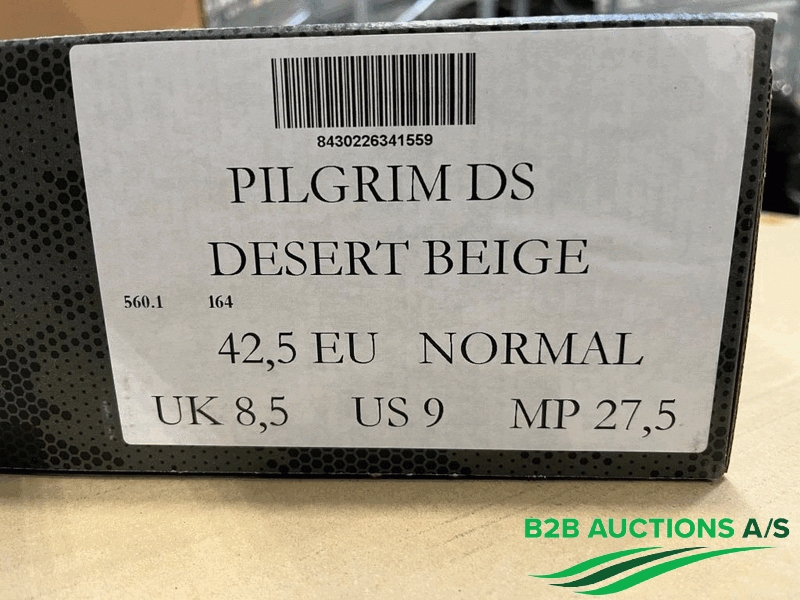 8430226341559
PILGRIM DS
DESERT BEIGE
560.1 164
42,5 EU NORMAL
UK 8,5 US 9 MP 27,5
B2B AUCTIONS A/S